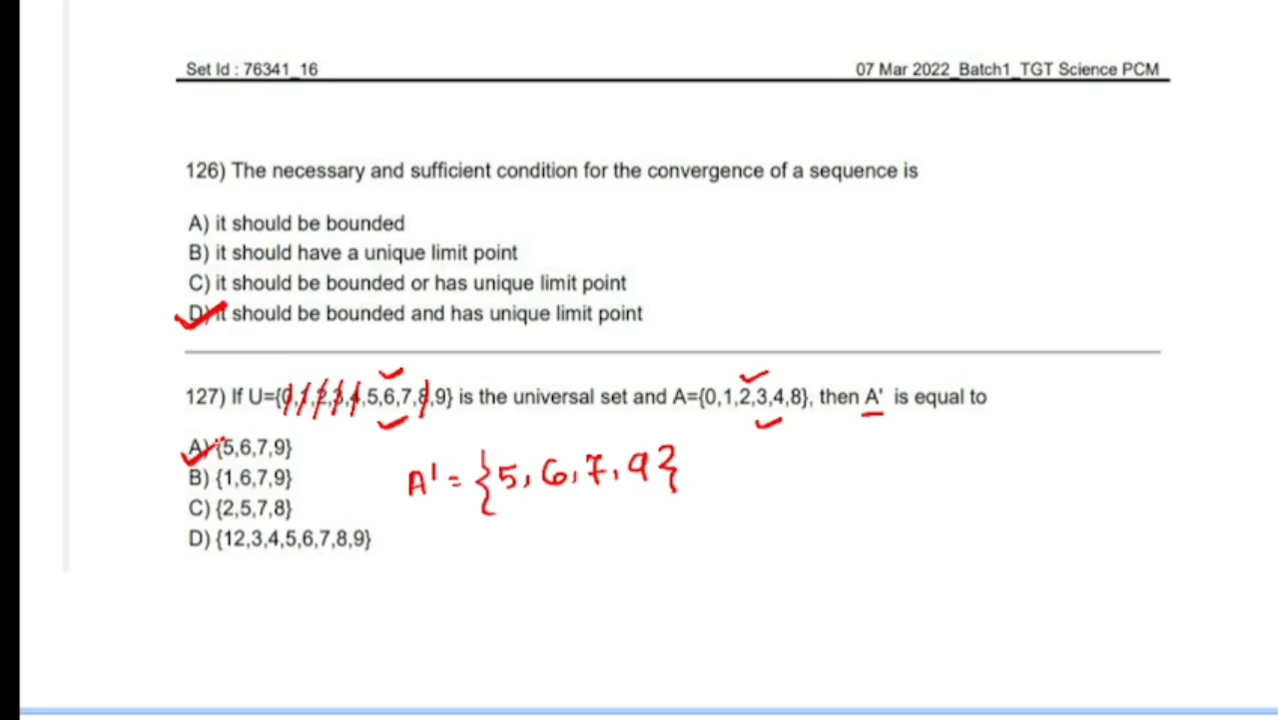 Set Id : 76341_16 07 Mar 2022_Batch1_TGT Science PCM
126) The necessary and sufficient condition for the convergence of a sequence is
A) it should be bounded
B) it should have a unique limit point
C) it should be bounded or has unique limit point
D) it should be bounded and has unique limit point
127) If U={0,1,2,3,4,5,6,7,8,9} is the universal set and A={0,1,2,3,4,8}, then A' is equal to
A) {5,6,7,9}
B) {1,6,7,9}
C) {2,5,7,8}
D) {12,3,4,5,6,7,8,9}
A' = {5, 6, 7, 9}